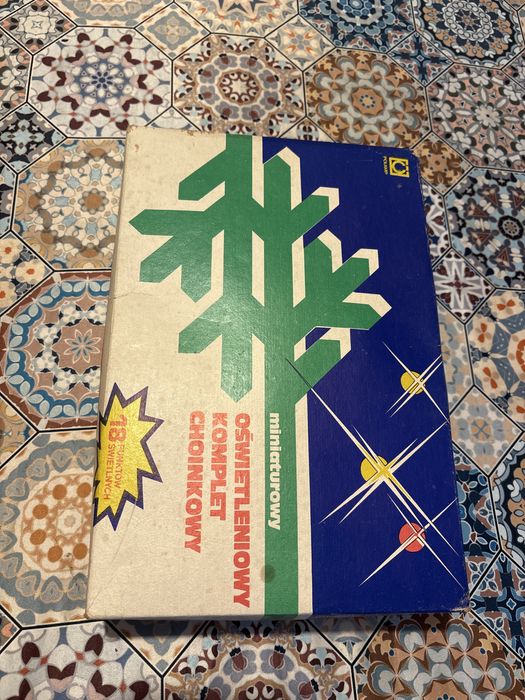 POLAM
miniaturowy
OŚWIETLENIOWY
KOMPLET
CHOINKOWY
18 PUNKTÓW
ŚWIETLNYCH